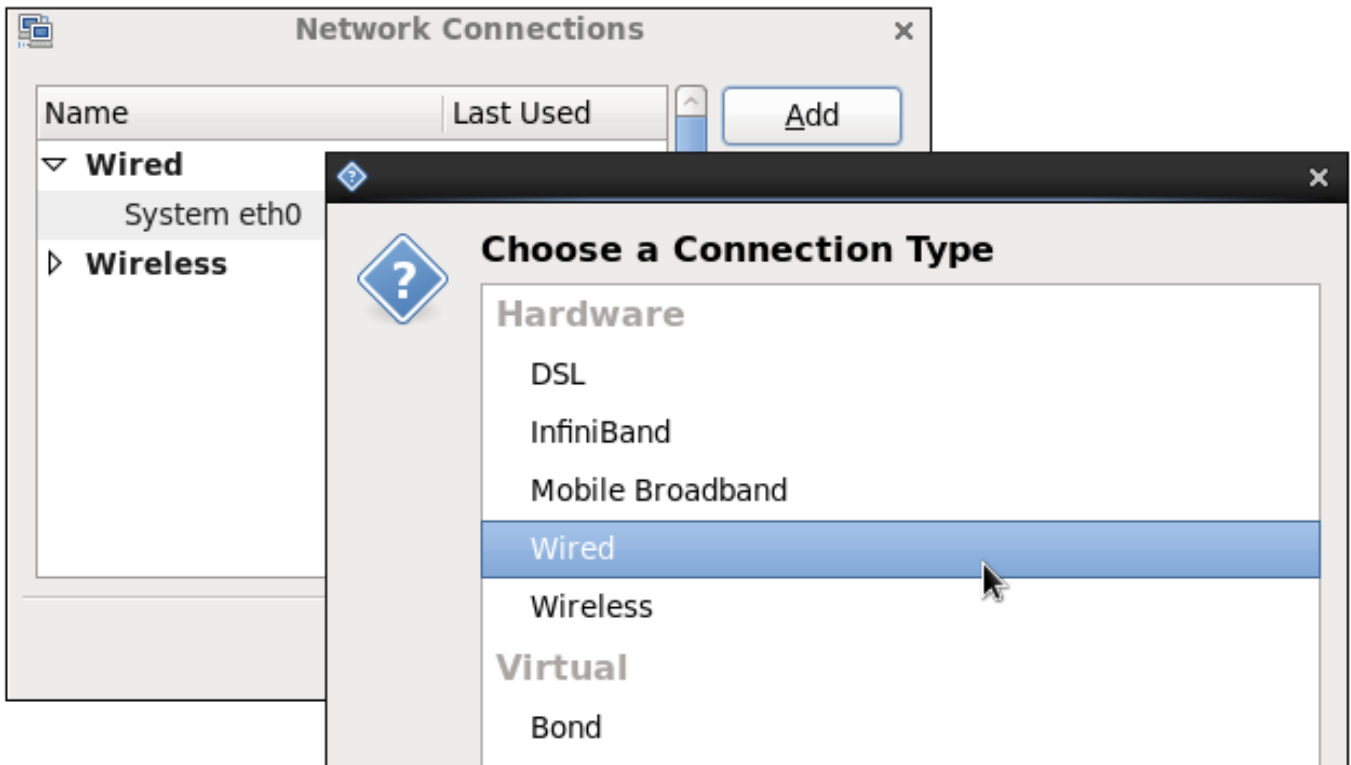 Network Connections
Name Last Used
Add
Wired
System eth0
Wireless
Choose a Connection Type
Hardware
DSL
InfiniBand
Mobile Broadband
Wired
Wireless
Virtual
Bond